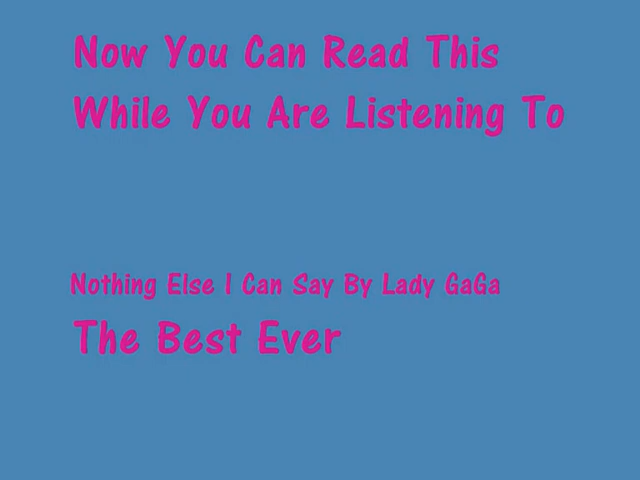 Now You Can Read This
While You Are Listening To
Nothing Else I Can Say By Lady GaGa
The Best Ever